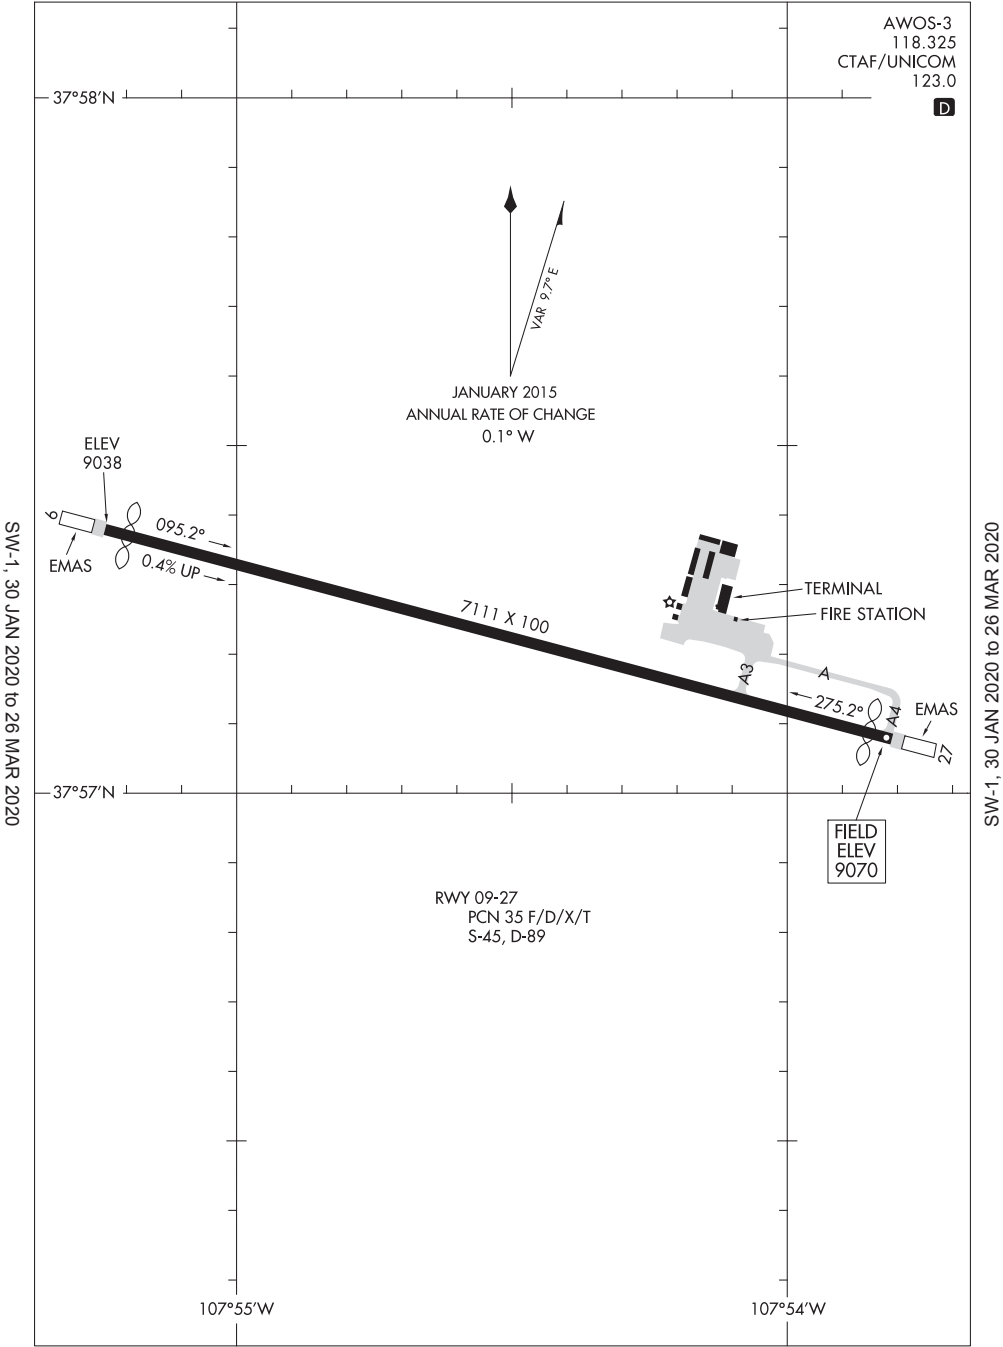 AWOS-3
118.325
CTAF/UNICOM
123.0
D
37°58'N
VAR 9.7° E
JANUARY 2015
ANNUAL RATE OF CHANGE
0.1° W
ELEV
9038
9
EMAS
095.2°
0.4% UP
7111 X 100
TERMINAL
FIRE STATION
A3
A
275.2°
A4
EMAS
27
37°57'N
FIELD
ELEV
9070
RWY 09-27
PCN 35 F/D/X/T
S-45, D-89
107°55'W
107°54'W
SW-1, 30 JAN 2020 to 26 MAR 2020
SW-1, 30 JAN 2020 to 26 MAR 2020